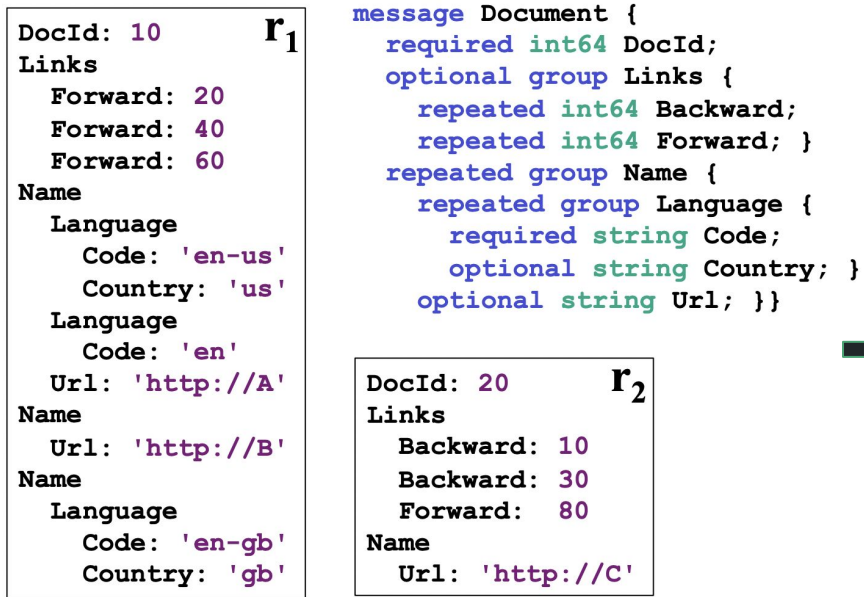 DocId: 10 r1
Links
Forward: 20
Forward: 40
Forward: 60
Name
Language
Code: 'en-us'
Country: 'us'
Language
Code: 'en'
Url: 'http://A'
Name
Url: 'http://B'
Name
Language
Code: 'en-gb'
Country: 'gb'
message Document {
required int64 DocId;
optional group Links {
repeated int64 Backward;
repeated int64 Forward; }
repeated group Name {
repeated group Language {
required string Code;
optional string Country; }
optional string Url; }}
DocId: 20 r2
Links
Backward: 10
Backward: 30
Forward: 80
Name
Url: 'http://C'